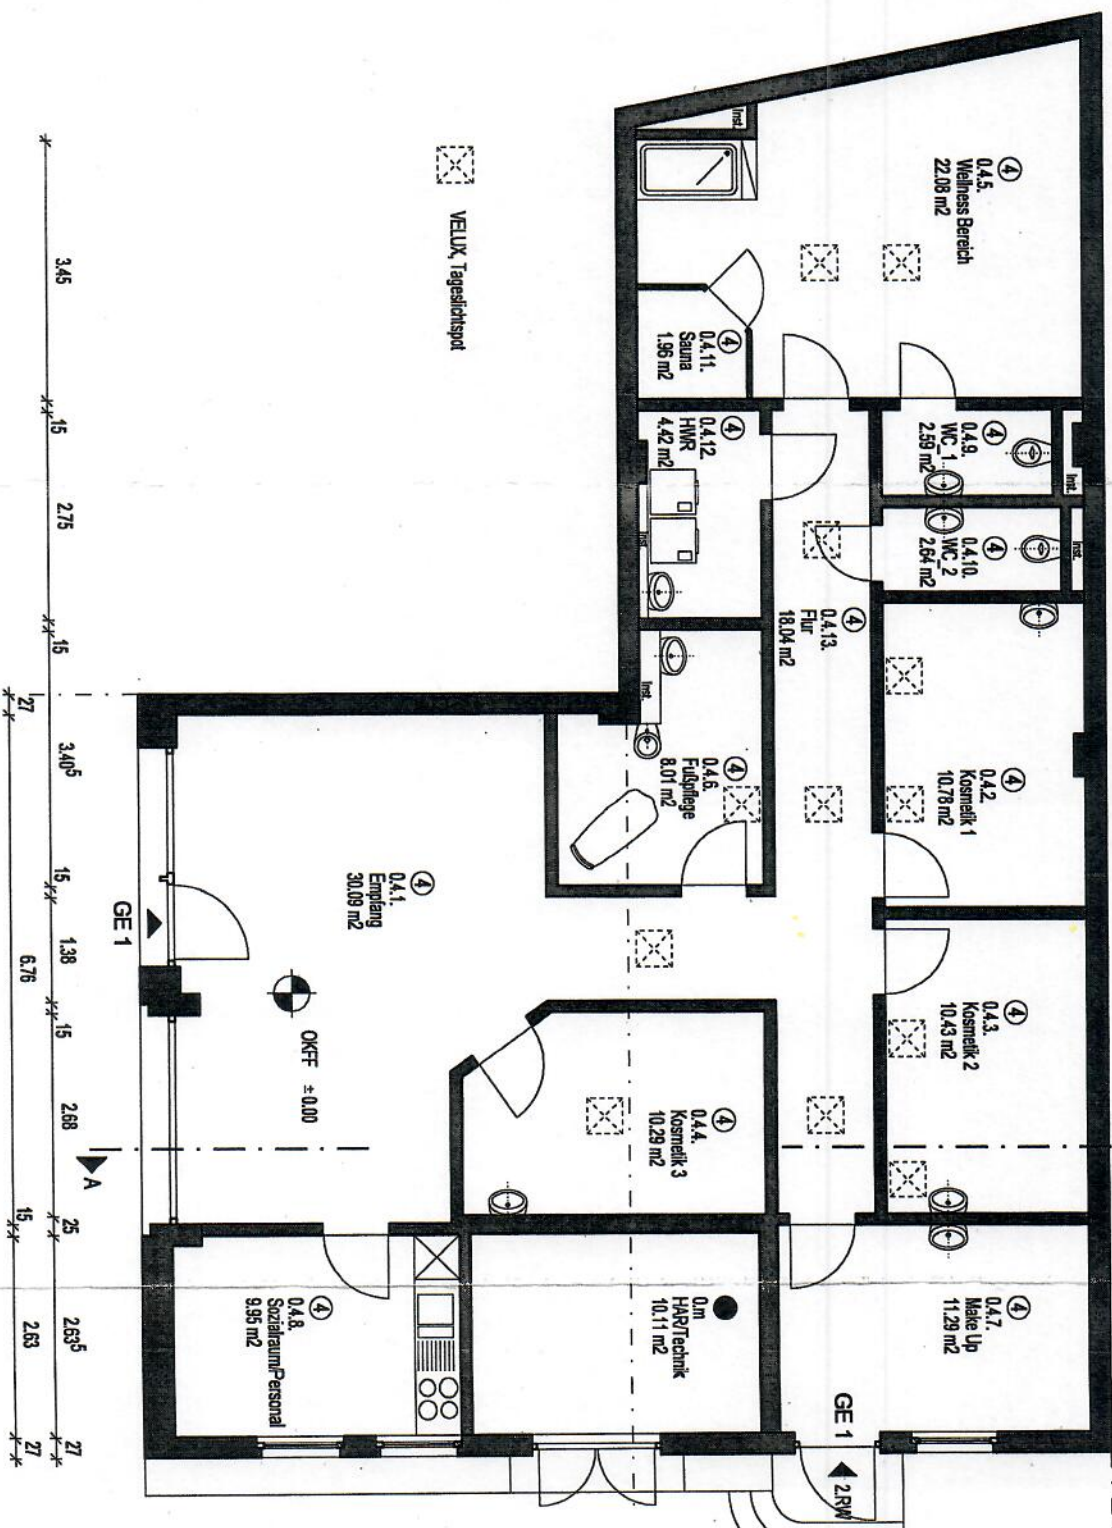 ④
0.4.5.
Wellness Bereich
22.08 m2
Inst.
VELUX, Tageslichtspot
④
0.4.11.
Sauna
1.96 m2
④
0.4.12.
HWR
4.42 m2
Inst.
④
0.4.9.
WC_1
2.59 m2
Inst.
④
0.4.10.
WC_2
2.64 m2
Inst.
④
0.4.13.
Flur
18.04 m2
④
0.4.2.
Kosmetik 1
10.78 m2
④
0.4.6.
Fußpflege
8.01 m2
Inst.
④
0.4.1.
Empfang
30.09 m2
GE 1
OKFF ±0.00
④
0.4.3.
Kosmetik 2
10.43 m2
④
0.4.4.
Kosmetik 3
10.29 m2
A
④
0.4.7.
Make Up
11.29 m2
0.m
HAR/Technik
10.11 m2
④
0.4.8.
Sozialraum/Personal
9.95 m2
GE 1
2.RW
3.45
15
2.75
15
3.40⁵
15
1.38
15
2.68
25
2.63⁵
27
27
6.76
15
2.63
27